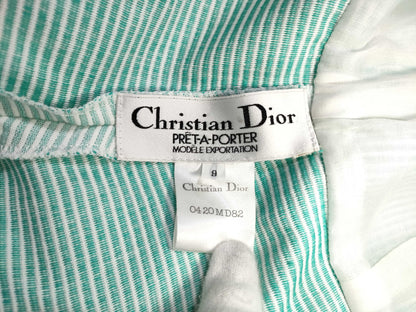 Christian Dior
PRÊT-A-PORTER
MODÈLE EXPORTATION
9
Christian Dior
0420MD82